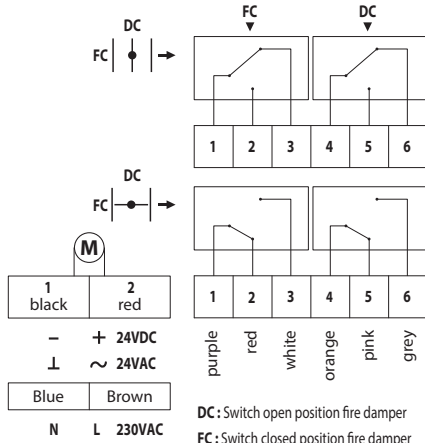 FC DC
DC
FC
1 2 3 4 5 6
DC
FC
M
1 2
black red
1 2 3 4 5 6
purple red white orange pink grey
– + 24VDC
⊥ ~ 24VAC
Blue Brown
N L 230VAC
DC : Switch open position fire damper
FC : Switch closed position fire damper